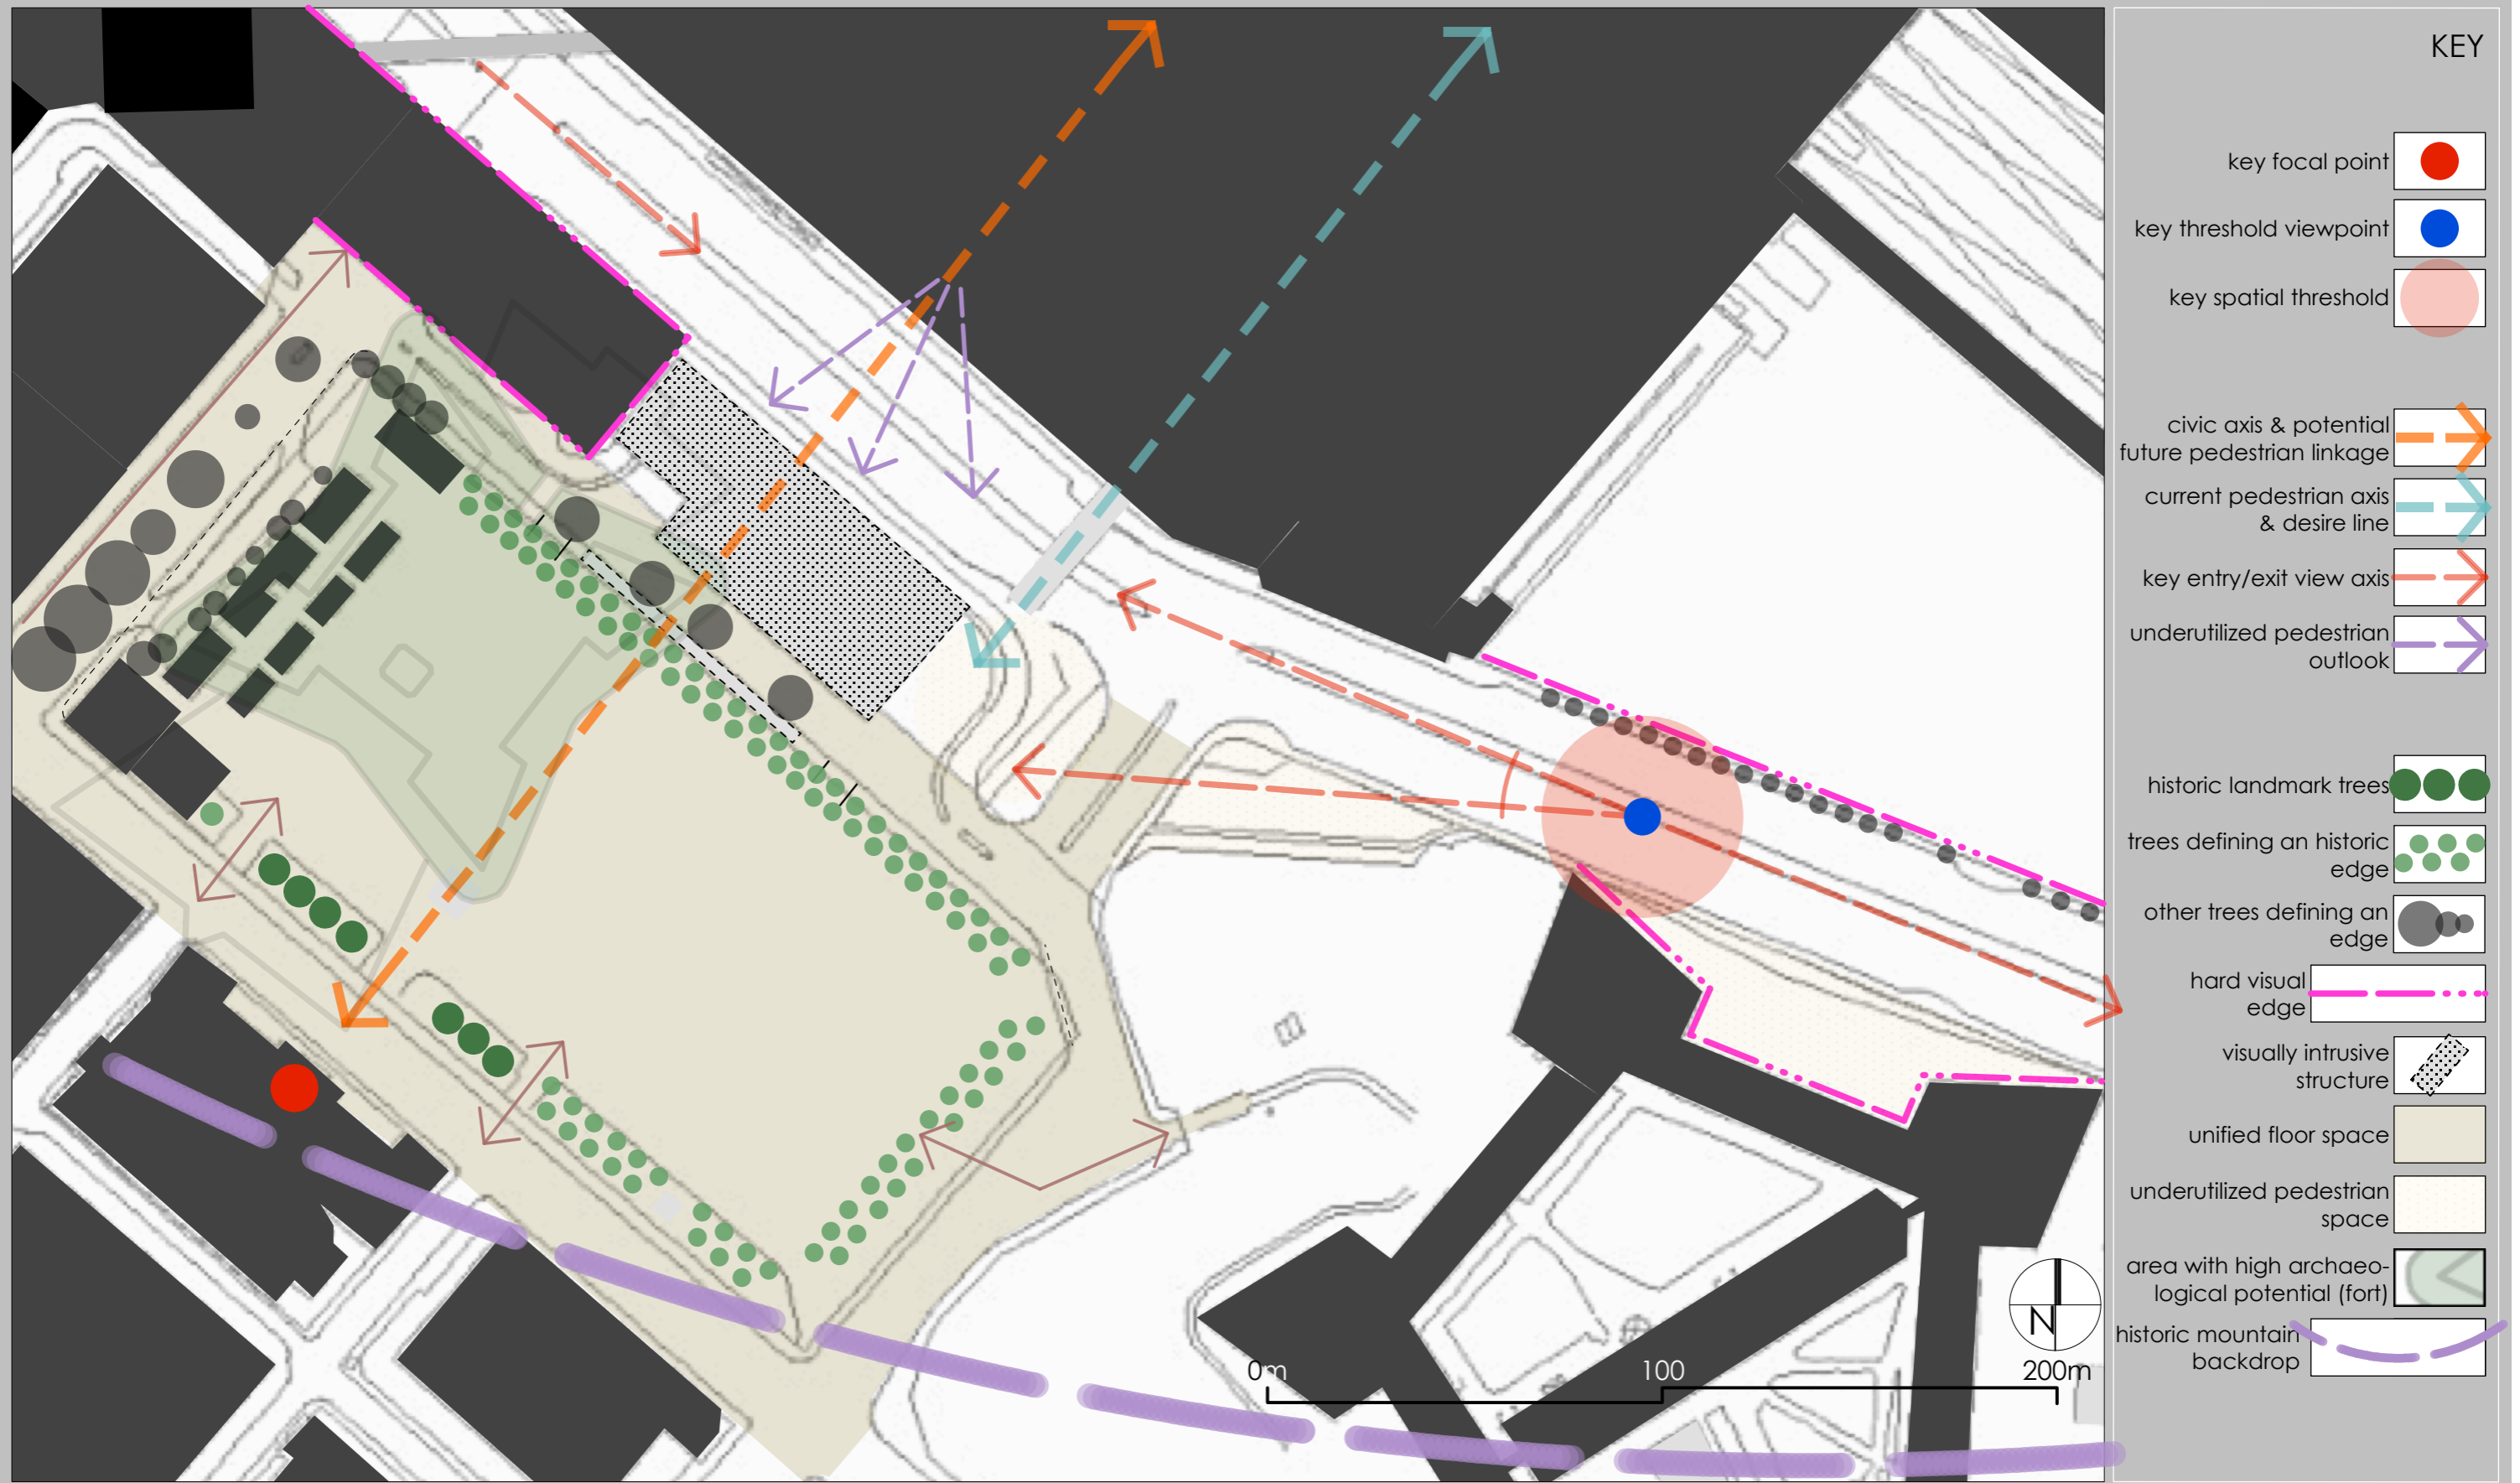 KEY
key focal point
key threshold viewpoint
key spatial threshold
civic axis & potential
future pedestrian linkage
current pedestrian axis
& desire line
key entry/exit view axis
underutilized pedestrian
outlook
historic landmark trees
trees defining an historic
edge
other trees defining an
edge
hard visual
edge
visually intrusive
structure
unified floor space
underutilized pedestrian
space
area with high archaeo-
logical potential (fort)
historic mountain
backdrop
N
0m 100 200m